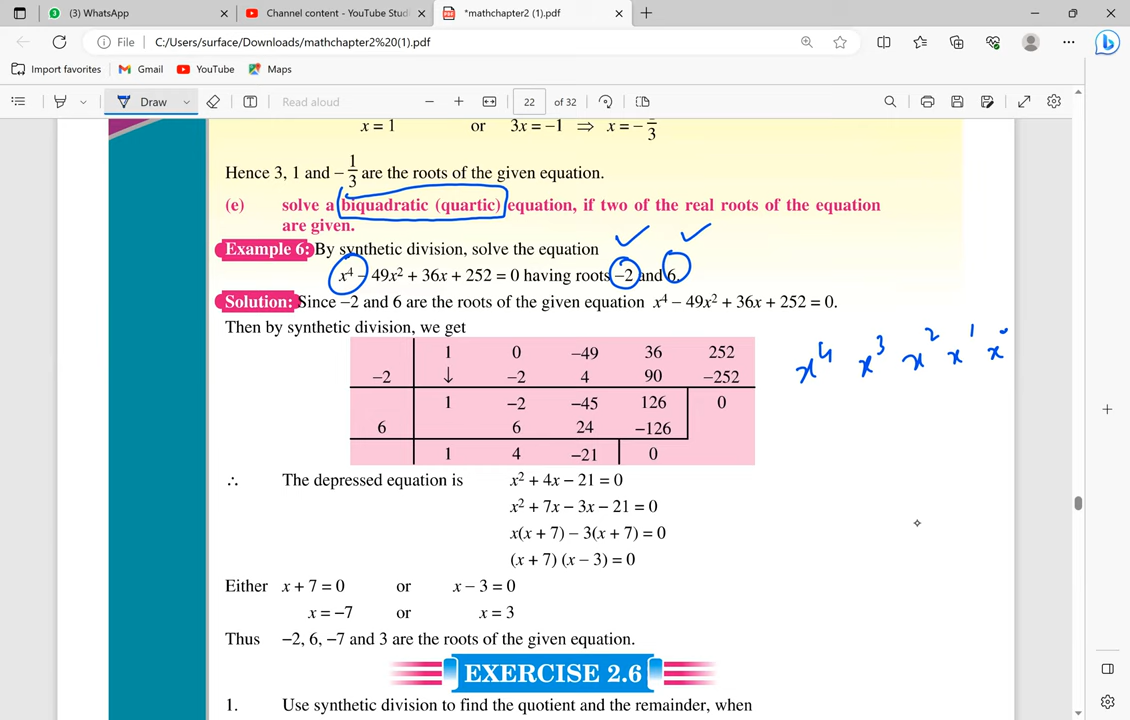 (3) WhatsApp
Channel content - YouTube Studi
*mathchapter2 (1).pdf
File C:/Users/surface/Downloads/mathchapter2%20(1).pdf
Import favorites Gmail YouTube Maps
Draw Read aloud 22 of 32
x = 1 or 3x = −1 ⟹ x = − 1/3
Hence 3, 1 and − 1/3 are the roots of the given equation.
(e) solve a biquadratic (quartic) equation, if two of the real roots of the equation
are given.
Example 6: By synthetic division, solve the equation
x⁴ − 49x² + 36x + 252 = 0 having roots −2 and 6.
Solution: Since −2 and 6 are the roots of the given equation x⁴ − 49x² + 36x + 252 = 0.
Then by synthetic division, we get
1 0 −49 36 252
−2 ↓ −2 4 90 −252
1 −2 −45 126 0
6 6 24 −126
1 4 −21 0
x⁴ x³ x² x¹ x°
∴ The depressed equation is x² + 4x − 21 = 0
x² + 7x − 3x − 21 = 0
x(x + 7) − 3(x + 7) = 0
(x + 7) (x − 3) = 0
Either x + 7 = 0 or x − 3 = 0
x = −7 or x = 3
Thus −2, 6, −7 and 3 are the roots of the given equation.
EXERCISE 2.6
1. Use synthetic division to find the quotient and the remainder, when